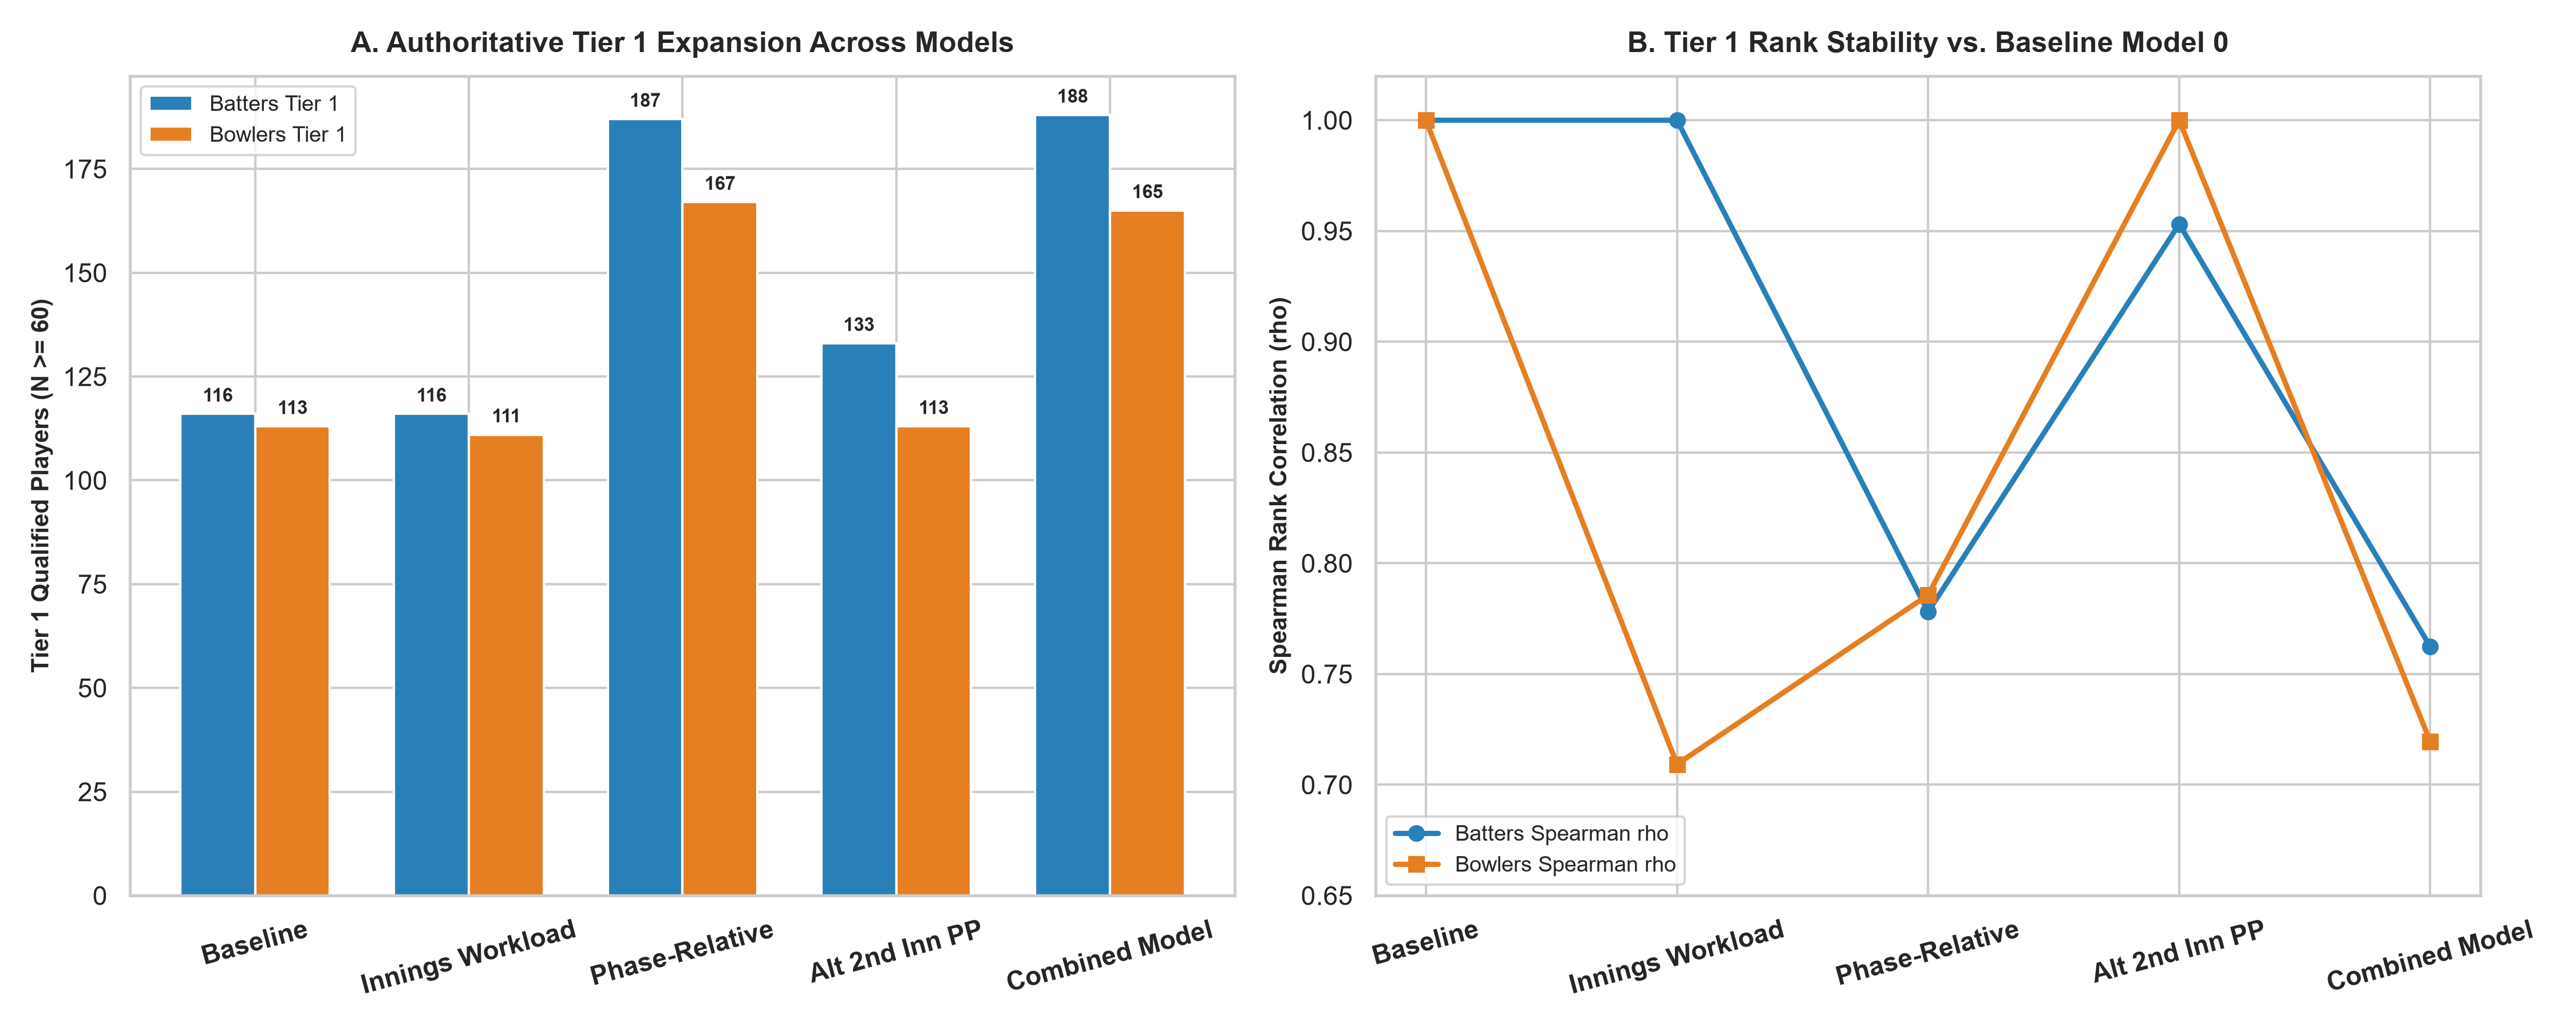 A. Authoritative Tier 1 Expansion Across Models
Batters Tier 1
Bowlers Tier 1
Tier 1 Qualified Players (N >= 60)
175
150
125
100
75
50
25
0
116
113
116
111
187
167
133
113
188
165
Baseline
Innings Workload
Phase-Relative
Alt 2nd Inn PP
Combined Model
B. Tier 1 Rank Stability vs. Baseline Model 0
Spearman Rank Correlation (rho)
1.00
0.95
0.90
0.85
0.80
0.75
0.70
0.65
Batters Spearman rho
Bowlers Spearman rho
Baseline
Innings Workload
Phase-Relative
Alt 2nd Inn PP
Combined Model